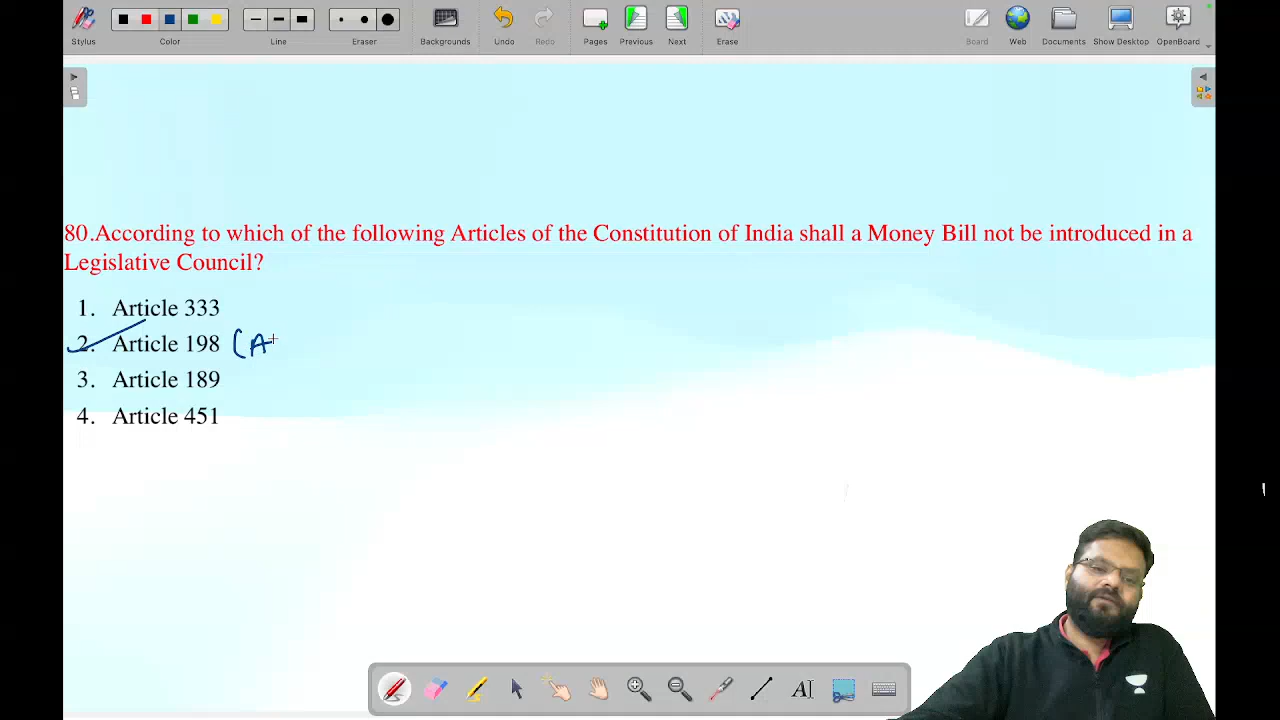 Stylus
Color
Line
Eraser
Backgrounds
Undo
Redo
Pages
Previous
Next
Erase
Board
Web
Documents
Show Desktop
OpenBoard
80.According to which of the following Articles of the Constitution of India shall a Money Bill not be introduced in a
Legislative Council?
1. Article 333
2. Article 198 (A
3. Article 189
4. Article 451